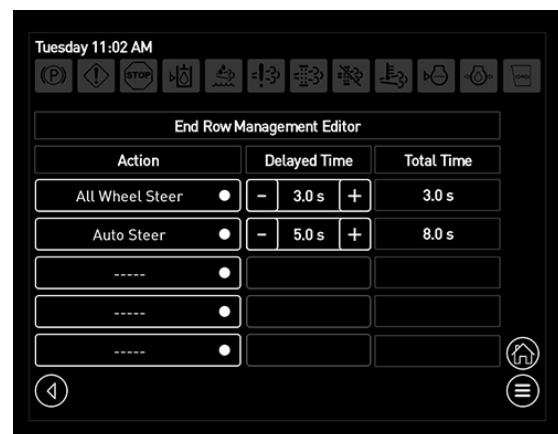 Tuesday 11:02 AM
(P) STOP
End Row Management Editor
Action Delayed Time Total Time
All Wheel Steer - 3.0 s + 3.0 s
Auto Steer - 5.0 s + 8.0 s
-----
-----
-----